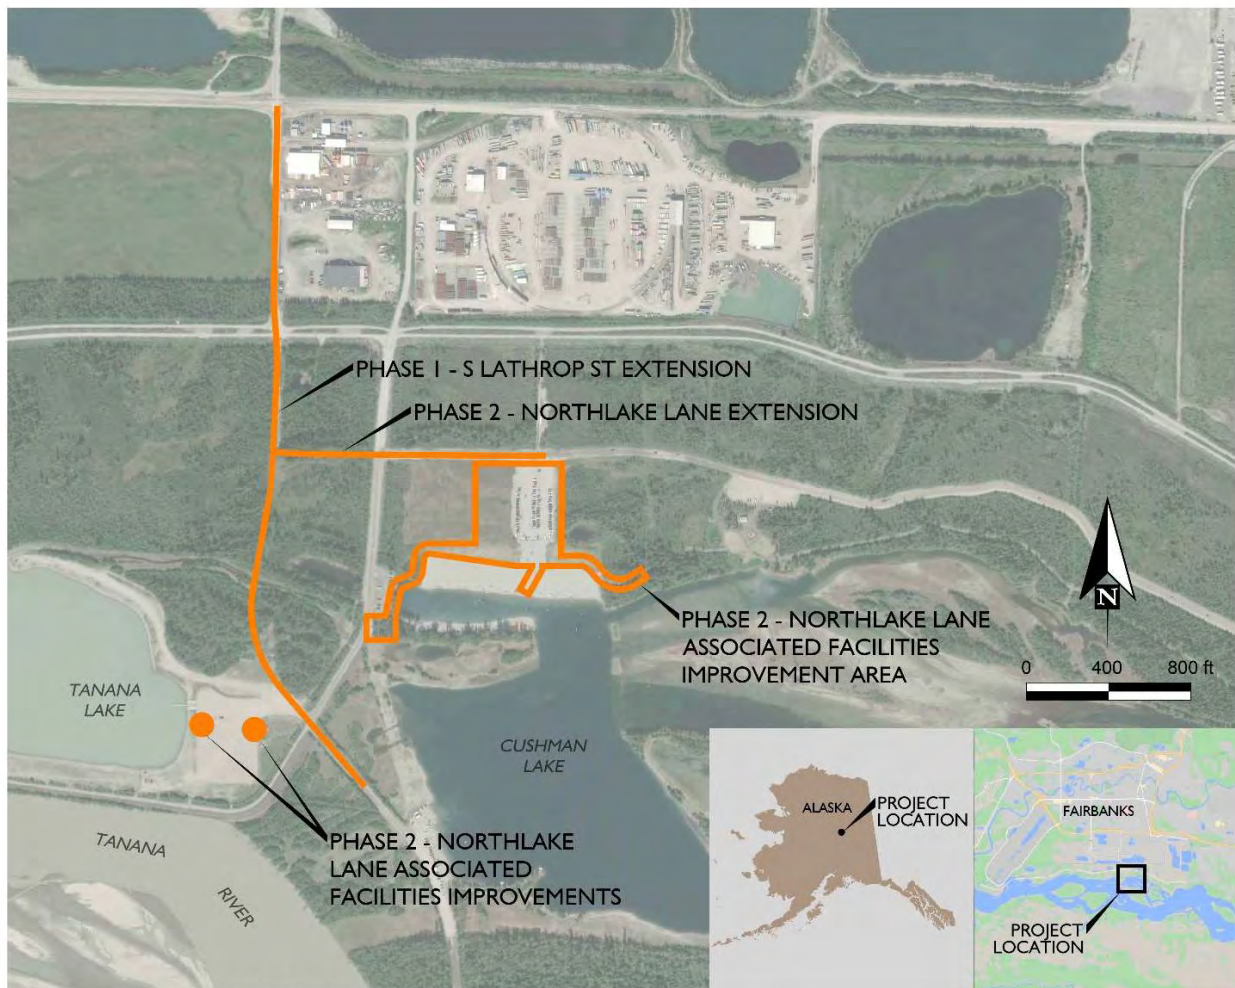 PHASE 1 - S LATHROP ST EXTENSION
PHASE 2 - NORTHLAKE LANE EXTENSION
N
0 400 800 ft
PHASE 2 - NORTHLAKE LANE
ASSOCIATED FACILITIES
IMPROVEMENT AREA
TANANA
LAKE
CUSHMAN
LAKE
PHASE 2 - NORTHLAKE
LANE ASSOCIATED
FACILITIES IMPROVEMENTS
TANANA
RIVER
ALASKA
PROJECT
LOCATION
FAIRBANKS
PROJECT
LOCATION